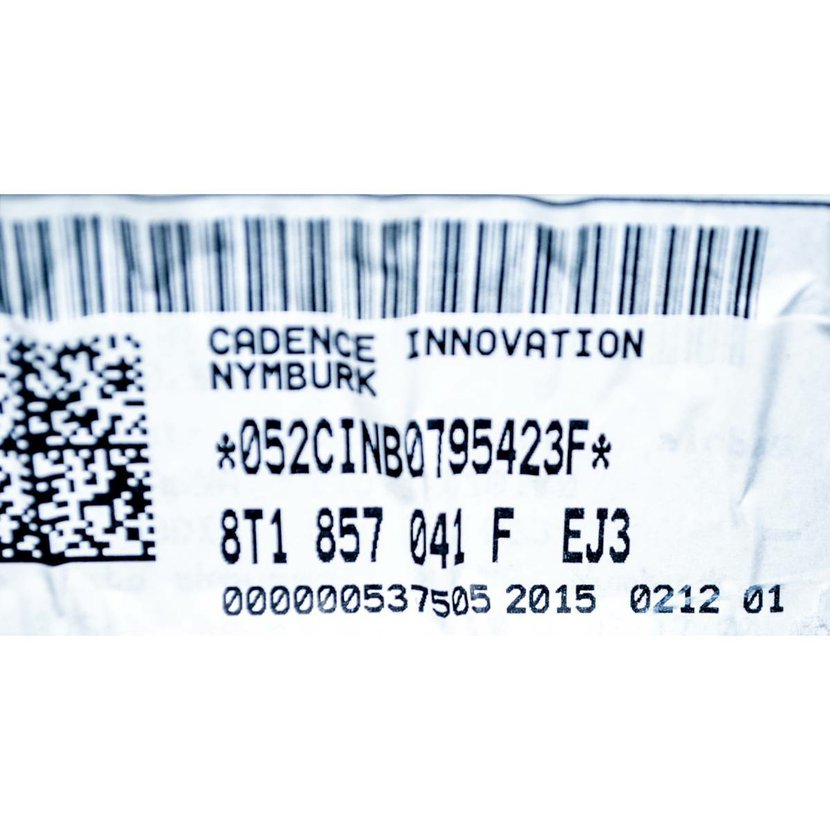 CADENCE INNOVATION
NYMBURK
*052CINB0795423F*
8T1 857 041 F EJ3
000000537505 2015 0212 01